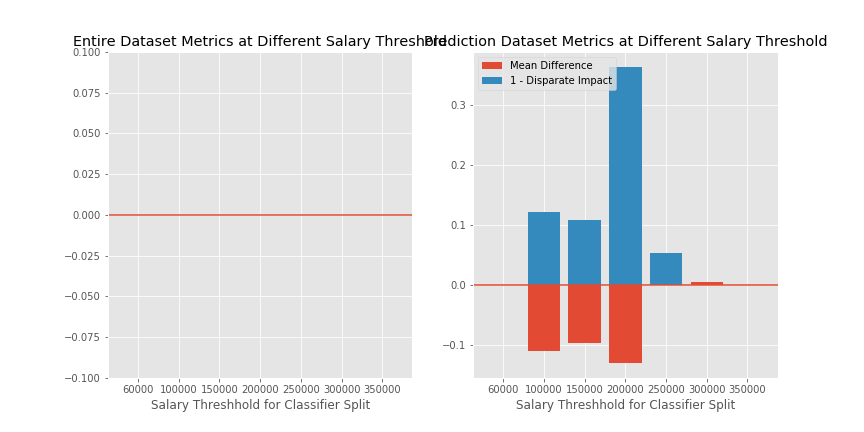 Entire Dataset Metrics at Different Salary Threshold
Prediction Dataset Metrics at Different Salary Threshold
0.100
0.075
0.050
0.025
0.000
−0.025
−0.050
−0.075
−0.100
60000 100000 150000 200000 250000 300000 350000
Salary Threshhold for Classifier Split
Mean Difference
1 - Disparate Impact
0.3
0.2
0.1
0.0
−0.1
60000 100000 150000 200000 250000 300000 350000
Salary Threshhold for Classifier Split